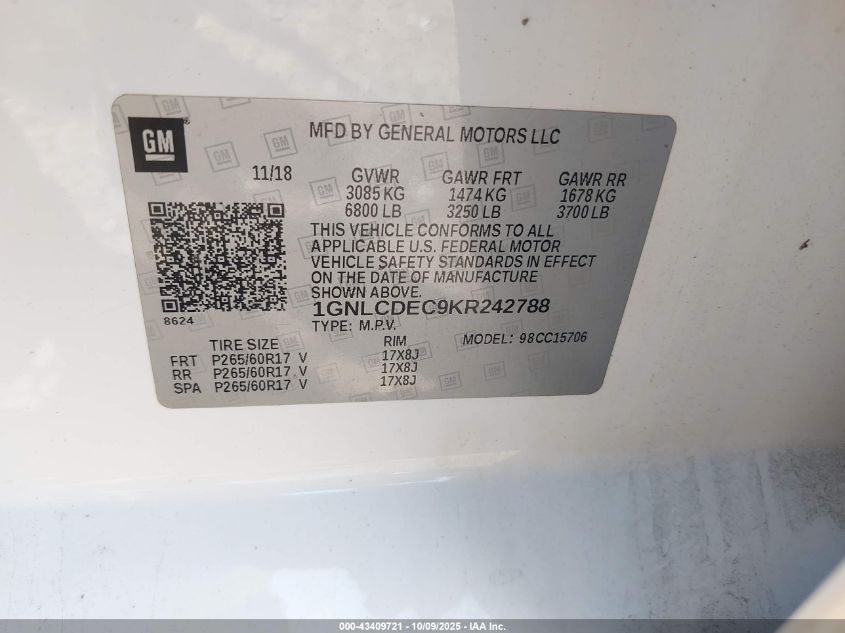 GM
MFD BY GENERAL MOTORS LLC
11/18 GVWR GAWR FRT GAWR RR
3085 KG 1474 KG 1678 KG
6800 LB 3250 LB 3700 LB
THIS VEHICLE CONFORMS TO ALL
APPLICABLE U.S. FEDERAL MOTOR
VEHICLE SAFETY STANDARDS IN EFFECT
ON THE DATE OF MANUFACTURE
SHOWN ABOVE.
8624
1GNLCDEC9KR242788
TYPE: M.P.V.
TIRE SIZE RIM MODEL: 98CC15706
FRT P265/60R17 V 17X8J
RR P265/60R17 V 17X8J
SPA P265/60R17 V 17X8J
000-43409721 | 10/09/2025 - IAA Inc.